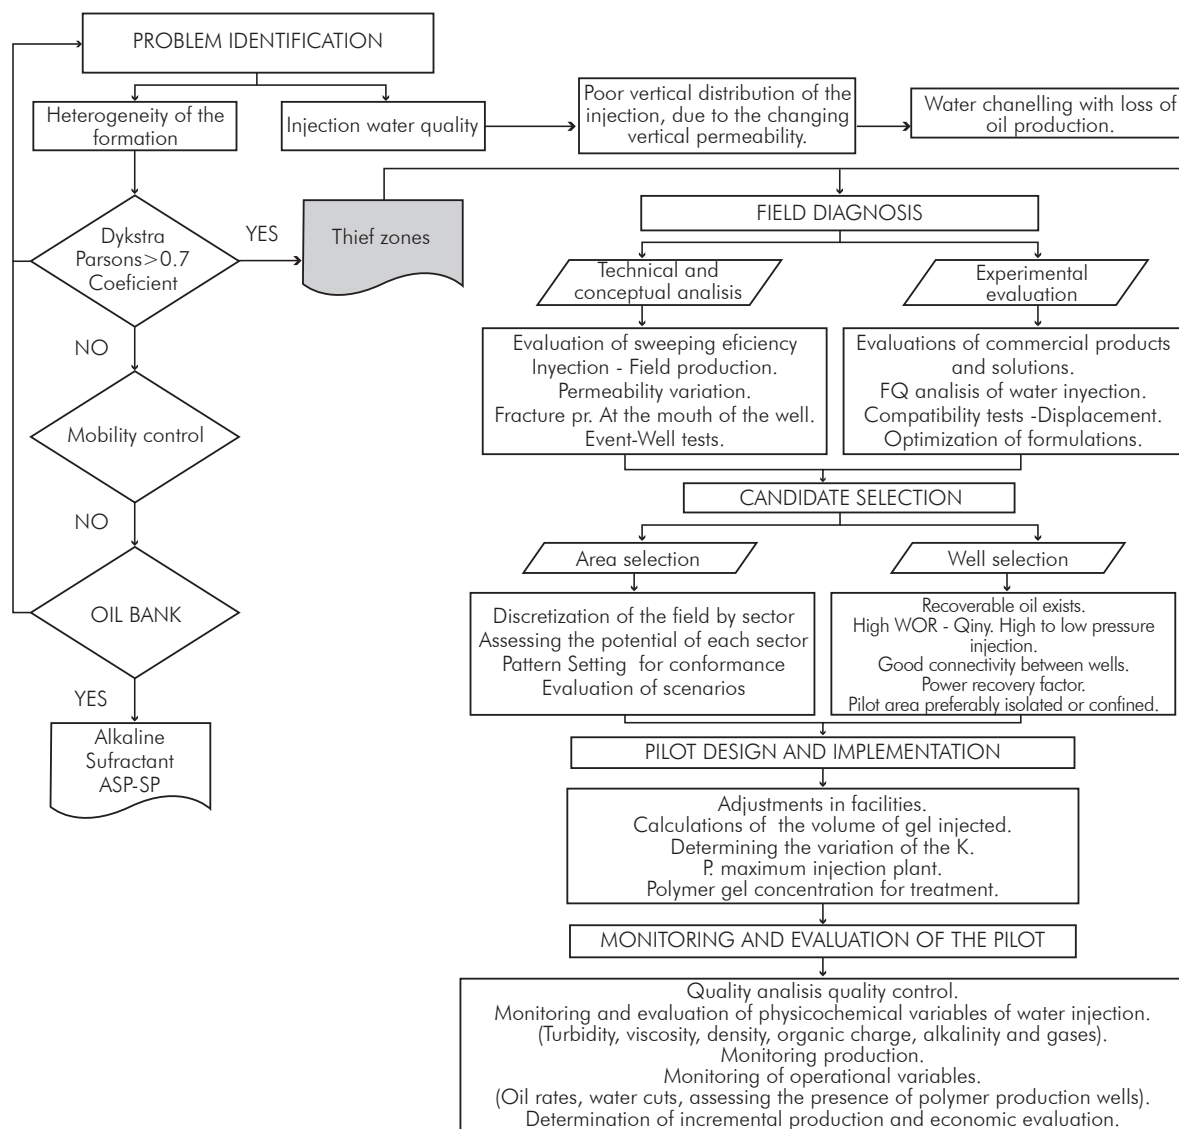 PROBLEM IDENTIFICATION
Heterogeneity of the
formation
Injection water quality
Poor vertical distribution of the
injection, due to the changing
vertical permeability.
Water chanelling with loss of
oil production.
Dykstra
Parsons>0.7
Coeficient
YES
Thief zones
NO
Mobility control
NO
OIL BANK
YES
Alkaline
Sufractant
ASP-SP
FIELD DIAGNOSIS
Technical and
conceptual analisis
Experimental
evaluation
Evaluation of sweeping eficiency
Inyection - Field production.
Permeability variation.
Fracture pr. At the mouth of the well.
Event-Well tests.
Evaluations of commercial products
and solutions.
FQ analisis of water inyection.
Compatibility tests -Displacement.
Optimization of formulations.
CANDIDATE SELECTION
Area selection
Well selection
Discretization of the field by sector
Assessing the potential of each sector
Pattern Setting for conformance
Evaluation of scenarios
Recoverable oil exists.
High WOR - Qiny. High to low pressure
injection.
Good connectivity between wells.
Power recovery factor.
Pilot area preferably isolated or confined.
PILOT DESIGN AND IMPLEMENTATION
Adjustments in facilities.
Calculations of the volume of gel injected.
Determining the variation of the K.
P. maximum injection plant.
Polymer gel concentration for treatment.
MONITORING AND EVALUATION OF THE PILOT
Quality analisis quality control.
Monitoring and evaluation of physicochemical variables of water injection.
(Turbidity, viscosity, density, organic charge, alkalinity and gases).
Monitoring production.
Monitoring of operational variables.
(Oil rates, water cuts, assessing the presence of polymer production wells).
Determination of incremental production and economic evaluation.